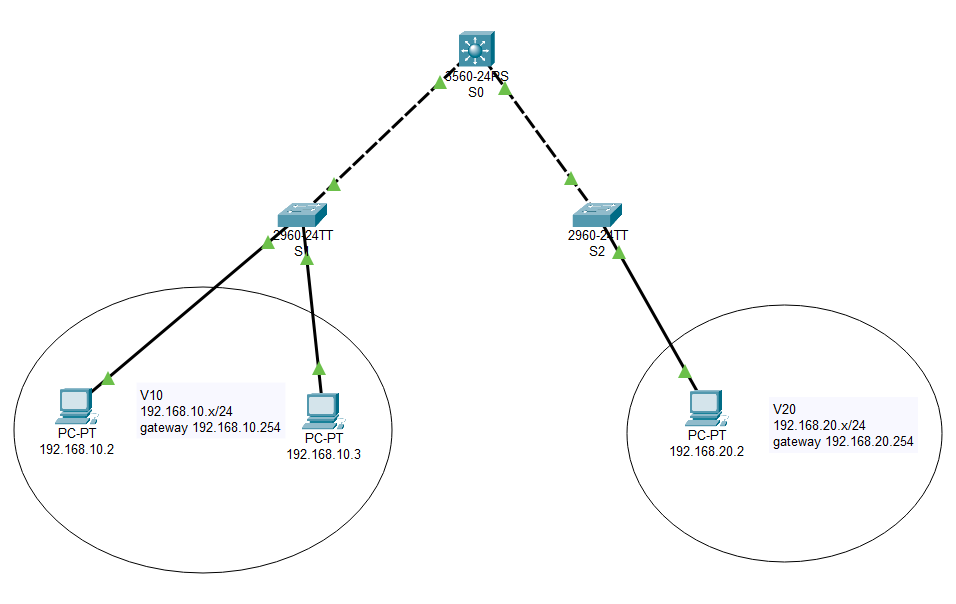 3560-24PS
S0
2960-24TT
S1
2960-24TT
S2
V10
192.168.10.x/24
gateway 192.168.10.254
PC-PT
192.168.10.2
PC-PT
192.168.10.3
PC-PT
192.168.20.2
V20
192.168.20.x/24
gateway 192.168.20.254